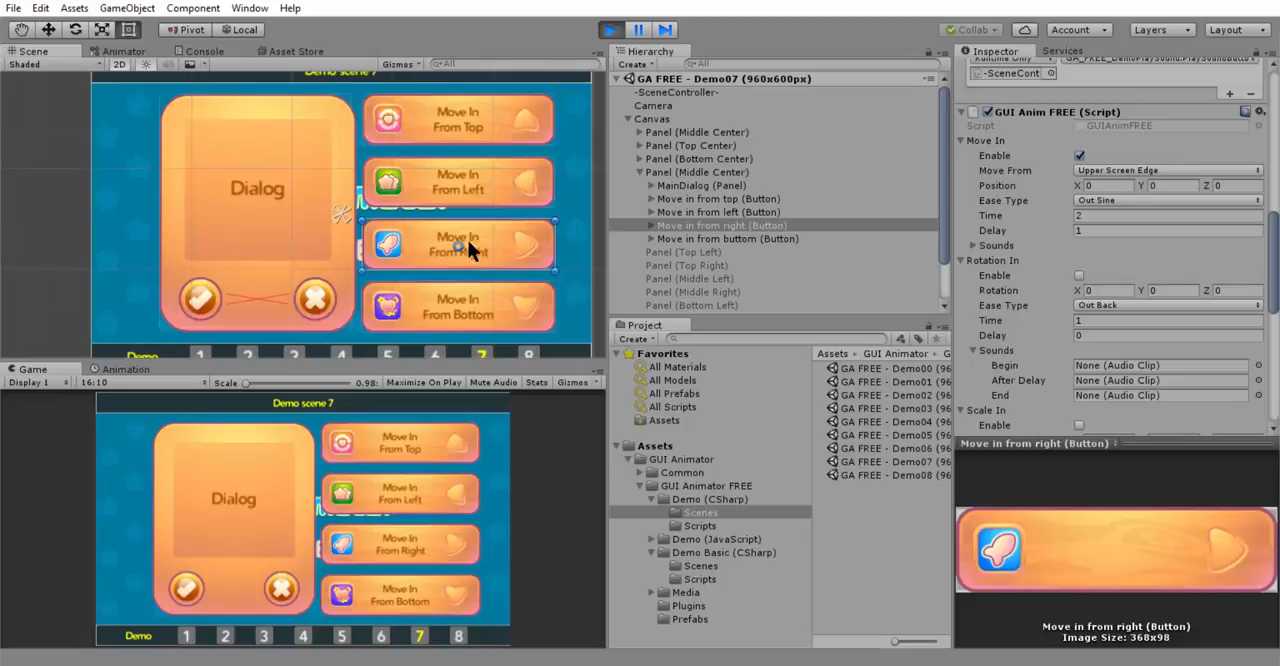 File Edit Assets GameObject Component Window Help
Pivot Local Collab Account Layers Layout
Scene Animator Console Asset Store
Shaded 2D Gizmos All
Demo scene 7
Dialog
Move In
From Top
Move In
From Left
Move In
Move In
From Bottom
Demo 1 2 3 4 5 6 7 8
Game Animation
Display 1 16:10 Scale 0.98: Maximize On Play Mute Audio Stats Gizmos
Demo scene 7
Dialog
Move In
From Top
Move In
From Left
Move In
From Right
Move In
From Bottom
Demo 1 2 3 4 5 6 7 8
Hierarchy
Create All
GA FREE - Demo07 (960x600px)
-SceneController-
Camera
Canvas
Panel (Middle Center)
Panel (Top Center)
Panel (Bottom Center)
Panel (Middle Center)
MainDialog (Panel)
Move in from top (Button)
Move in from left (Button)
Move in from right (Button)
Move in from buttom (Button)
Panel (Top Left)
Panel (Top Right)
Panel (Middle Left)
Panel (Middle Right)
Panel (Bottom Left)
Project
Create
Favorites
All Materials
All Models
All Prefabs
All Scripts
Assets
Assets
GUI Animator
Common
GUI Animator FREE
Demo (CSharp)
Scenes
Scripts
Demo (JavaScript)
Demo Basic (CSharp)
Scenes
Scripts
Media
Plugins
Prefabs
Assets GUI Animator G
GA FREE - Demo00 (96
GA FREE - Demo01 (96
GA FREE - Demo02 (96
GA FREE - Demo03 (96
GA FREE - Demo04 (96
GA FREE - Demo05 (96
GA FREE - Demo06 (96
GA FREE - Demo07 (96
GA FREE - Demo08 (96
Inspector Services
-SceneCont
GUI Anim FREE (Script)
Script GUIAnimFREE
Move In
Enable
Move From Upper Screen Edge
Position X 0 Y 0 Z 0
Ease Type Out Sine
Time 2
Delay 1
Sounds
Rotation In
Enable
Rotation X 0 Y 0 Z 0
Ease Type Out Back
Time 1
Delay 0
Sounds
Begin None (Audio Clip)
After Delay None (Audio Clip)
End None (Audio Clip)
Scale In
Enable
Move in from right (Button)
Move in from right (Button)
Image Size: 368x98